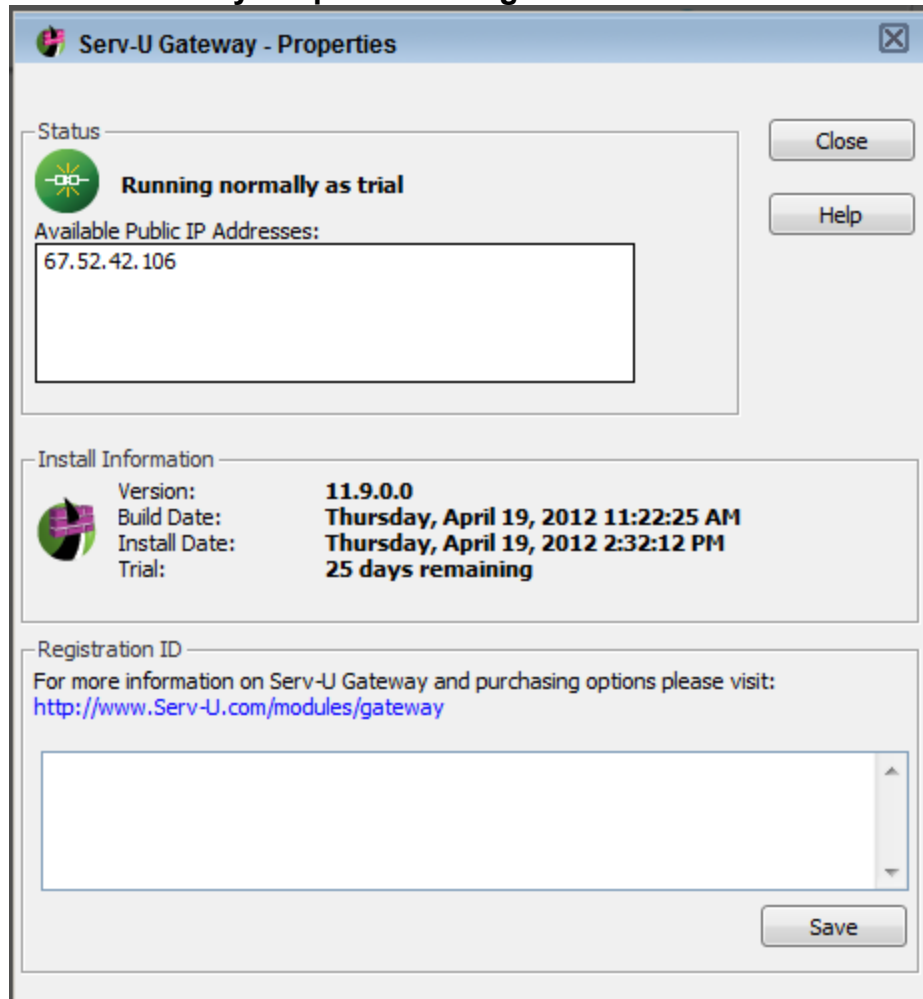 Serv-U Gateway - Properties
Status
Close
Running normally as trial
Help
Available Public IP Addresses:
67.52.42.106
Install Information
Version: 11.9.0.0
Build Date: Thursday, April 19, 2012 11:22:25 AM
Install Date: Thursday, April 19, 2012 2:32:12 PM
Trial: 25 days remaining
Registration ID
For more information on Serv-U Gateway and purchasing options please visit:
http://www.Serv-U.com/modules/gateway
Save